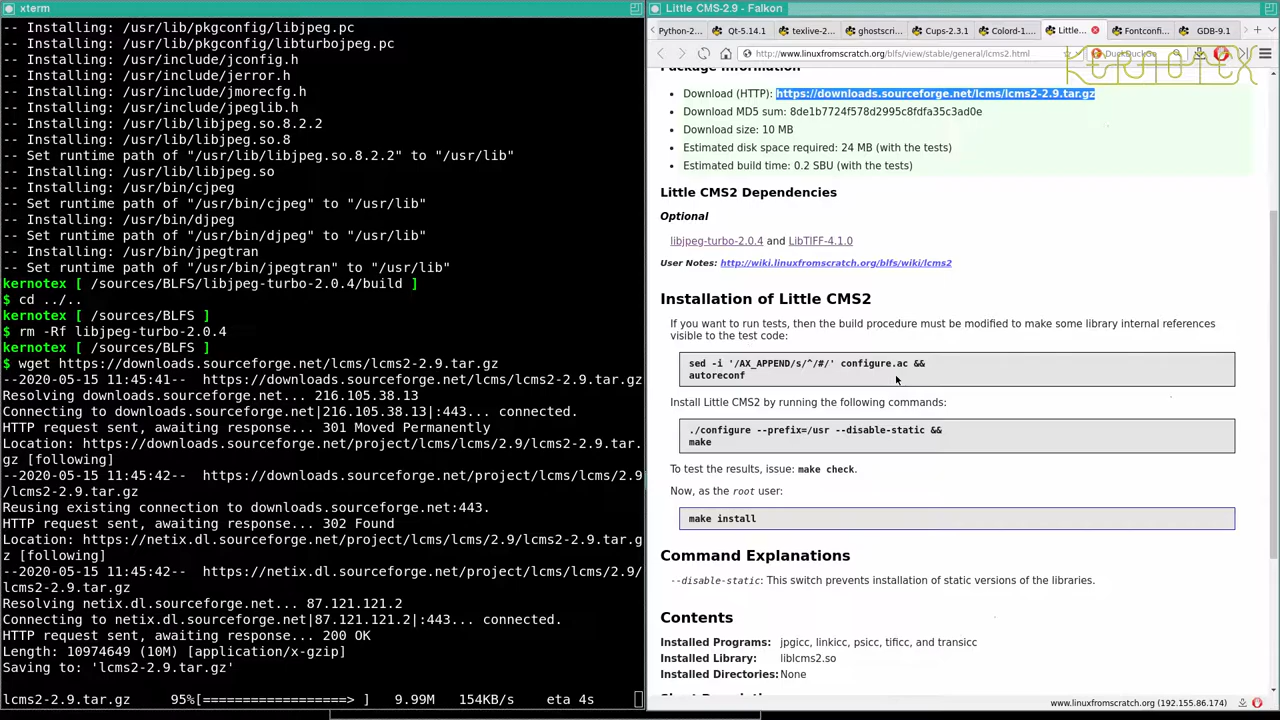 xterm
-- Installing: /usr/lib/pkgconfig/libjpeg.pc
-- Installing: /usr/lib/pkgconfig/libturbojpeg.pc
-- Installing: /usr/include/jconfig.h
-- Installing: /usr/include/jerror.h
-- Installing: /usr/include/jmorecfg.h
-- Installing: /usr/include/jpeglib.h
-- Installing: /usr/lib/libjpeg.so.8.2.2
-- Installing: /usr/lib/libjpeg.so.8
-- Set runtime path of "/usr/lib/libjpeg.so.8.2.2" to "/usr/lib"
-- Installing: /usr/lib/libjpeg.so
-- Installing: /usr/bin/cjpeg
-- Set runtime path of "/usr/bin/cjpeg" to "/usr/lib"
-- Installing: /usr/bin/djpeg
-- Set runtime path of "/usr/bin/djpeg" to "/usr/lib"
-- Installing: /usr/bin/jpegtran
-- Set runtime path of "/usr/bin/jpegtran" to "/usr/lib"
kernotex [ /sources/BLFS/libjpeg-turbo-2.0.4/build ]
$ cd ../..
kernotex [ /sources/BLFS ]
$ rm -Rf libjpeg-turbo-2.0.4
kernotex [ /sources/BLFS ]
$ wget https://downloads.sourceforge.net/lcms/lcms2-2.9.tar.gz
--2020-05-15 11:45:41-- https://downloads.sourceforge.net/lcms/lcms2-2.9.tar.gz
Resolving downloads.sourceforge.net... 216.105.38.13
Connecting to downloads.sourceforge.net|216.105.38.13|:443... connected.
HTTP request sent, awaiting response... 301 Moved Permanently
Location: https://downloads.sourceforge.net/project/lcms/lcms/2.9/lcms2-2.9.tar.
gz [following]
--2020-05-15 11:45:42-- https://downloads.sourceforge.net/project/lcms/lcms/2.9
/lcms2-2.9.tar.gz
Reusing existing connection to downloads.sourceforge.net:443.
HTTP request sent, awaiting response... 302 Found
Location: https://netix.dl.sourceforge.net/project/lcms/lcms/2.9/lcms2-2.9.tar.g
z [following]
--2020-05-15 11:45:42-- https://netix.dl.sourceforge.net/project/lcms/lcms/2.9/
lcms2-2.9.tar.gz
Resolving netix.dl.sourceforge.net... 87.121.121.2
Connecting to netix.dl.sourceforge.net|87.121.121.2|:443... connected.
HTTP request sent, awaiting response... 200 OK
Length: 10974649 (10M) [application/x-gzip]
Saving to: 'lcms2-2.9.tar.gz'
lcms2-2.9.tar.gz 95%[==================> ] 9.99M 154KB/s eta 4s
Little CMS-2.9 - Falkon
Python-2... Qt-5.14.1 texlive-2... ghostscri... Cups-2.3.1 Colord-1.... Little... Fontconfi... GDB-9.1
http://www.linuxfromscratch.org/blfs/view/stable/general/lcms2.html DuckDuckGo
KERNOTEX
Package Information
Download (HTTP): https://downloads.sourceforge.net/lcms/lcms2-2.9.tar.gz
Download MD5 sum: 8de1b7724f578d2995c8fdfa35c3ad0e
Download size: 10 MB
Estimated disk space required: 24 MB (with the tests)
Estimated build time: 0.2 SBU (with the tests)
Little CMS2 Dependencies
Optional
libjpeg-turbo-2.0.4 and LibTIFF-4.1.0
User Notes: http://wiki.linuxfromscratch.org/blfs/wiki/lcms2
Installation of Little CMS2
If you want to run tests, then the build procedure must be modified to make some library internal references
visible to the test code:
sed -i '/AX_APPEND/s/^/#/' configure.ac &&
autoreconf
Install Little CMS2 by running the following commands:
./configure --prefix=/usr --disable-static &&
make
To test the results, issue: make check.
Now, as the root user:
make install
Command Explanations
--disable-static: This switch prevents installation of static versions of the libraries.
Contents
Installed Programs: jpgicc, linkicc, psicc, tificc, and transicc
Installed Library: liblcms2.so
Installed Directories: None
www.linuxfromscratch.org (192.155.86.174)